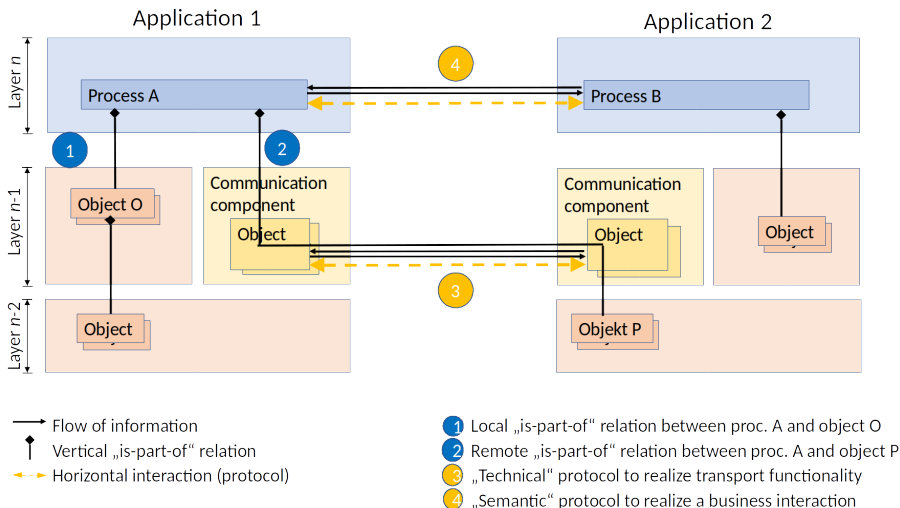 Application 1
Application 2
Layer n
4
Process A
Process B
1
2
Layer n-1
Communication
component
Communication
component
Object O
Object
Object
Object
3
Layer n-2
Object
Objekt P
Flow of information
Vertical „is-part-of“ relation
Horizontal interaction (protocol)
1 Local „is-part-of“ relation between proc. A and object O
2 Remote „is-part-of“ relation between proc. A and object P
3 „Technical“ protocol to realize transport functionality
4 „Semantic“ protocol to realize a business interaction